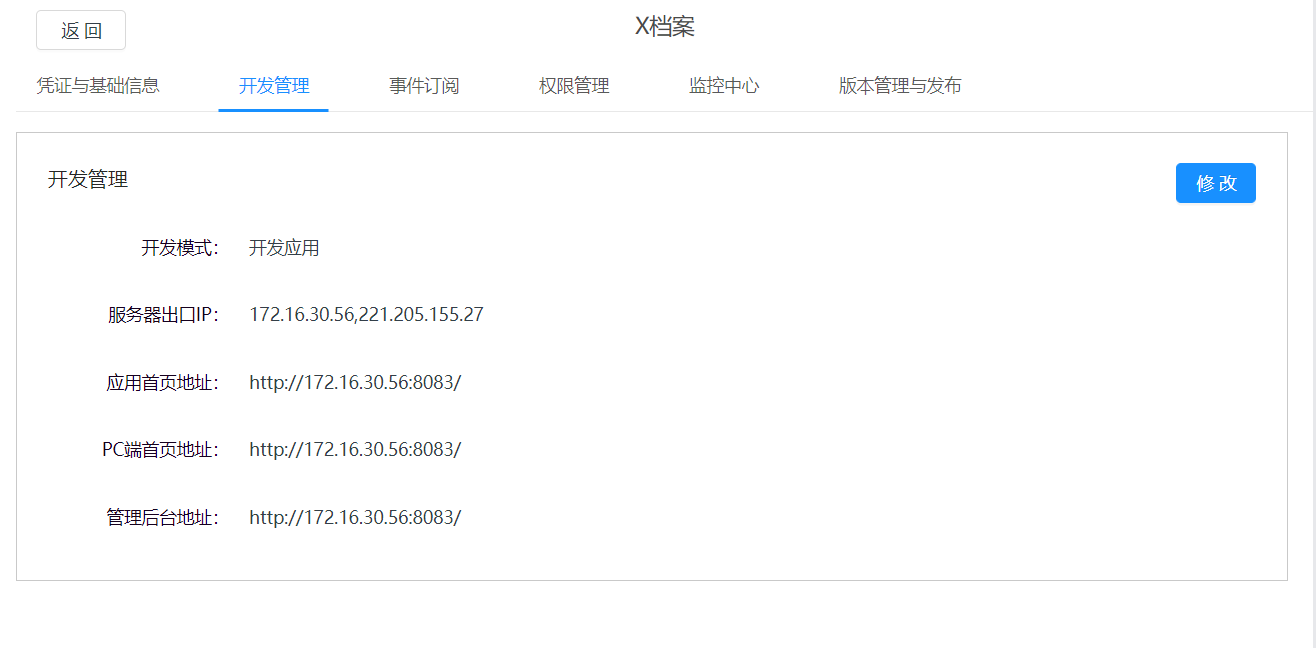 返 回
X档案
凭证与基础信息 开发管理 事件订阅 权限管理 监控中心 版本管理与发布
开发管理
修 改
开发模式： 开发应用
服务器出口IP： 172.16.30.56,221.205.155.27
应用首页地址： http://172.16.30.56:8083/
PC端首页地址： http://172.16.30.56:8083/
管理后台地址： http://172.16.30.56:8083/